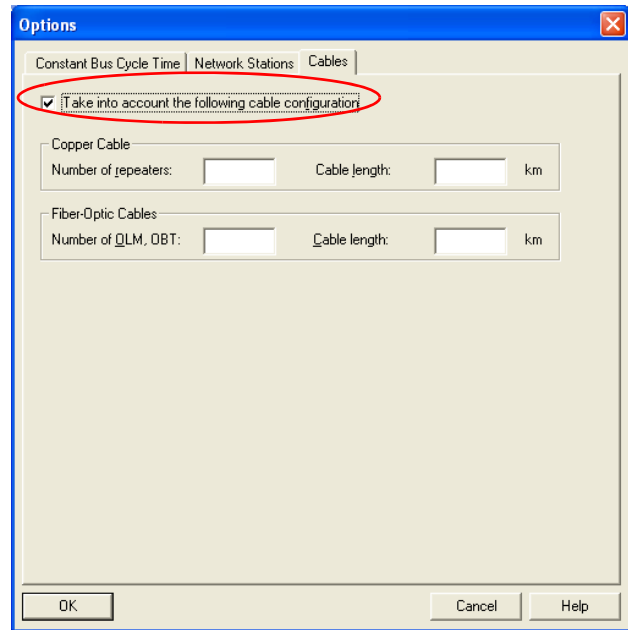 Options
Constant Bus Cycle Time Network Stations Cables
Take into account the following cable configuration
Copper Cable
Number of repeaters: Cable length: km
Fiber-Optic Cables
Number of OLM, OBT: Cable length: km
OK Cancel Help